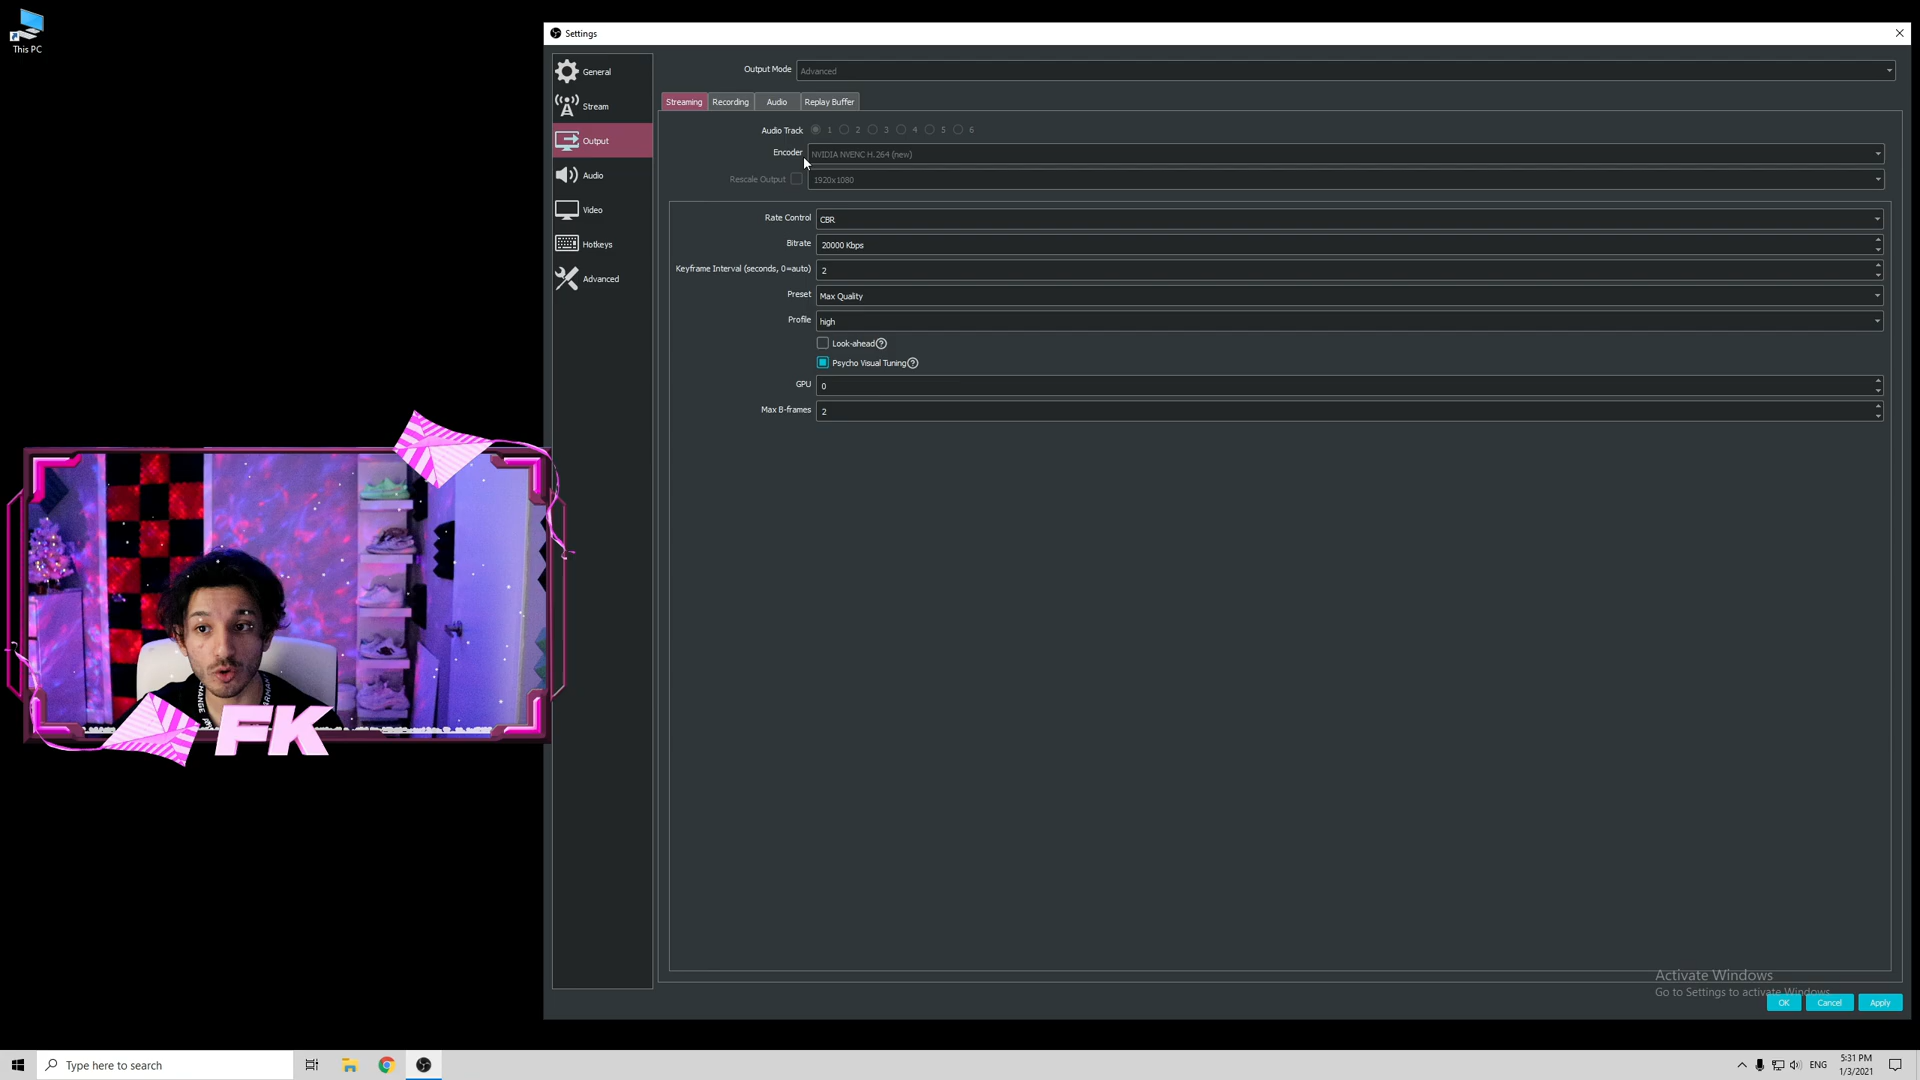 This PC
Settings
General
Stream
Output
Audio
Video
Hotkeys
Advanced
Output Mode Advanced
Streaming Recording Audio Replay Buffer
Audio Track 1 2 3 4 5 6
Encoder NVIDIA NVENC H.264 (new)
Rescale Output 1920x1080
Rate Control CBR
Bitrate 20000 Kbps
Keyframe Interval (seconds, 0=auto) 2
Preset Max Quality
Profile high
Look-ahead ?
Psycho Visual Tuning ?
GPU 0
Max B-frames 2
FK
Activate Windows
Go to Settings to activate Windows.
OK Cancel Apply
Type here to search
ENG
5:31 PM
1/3/2021